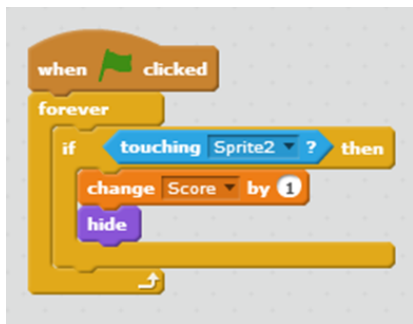 when clicked
forever
if touching Sprite2 ? then
change Score by 1
hide